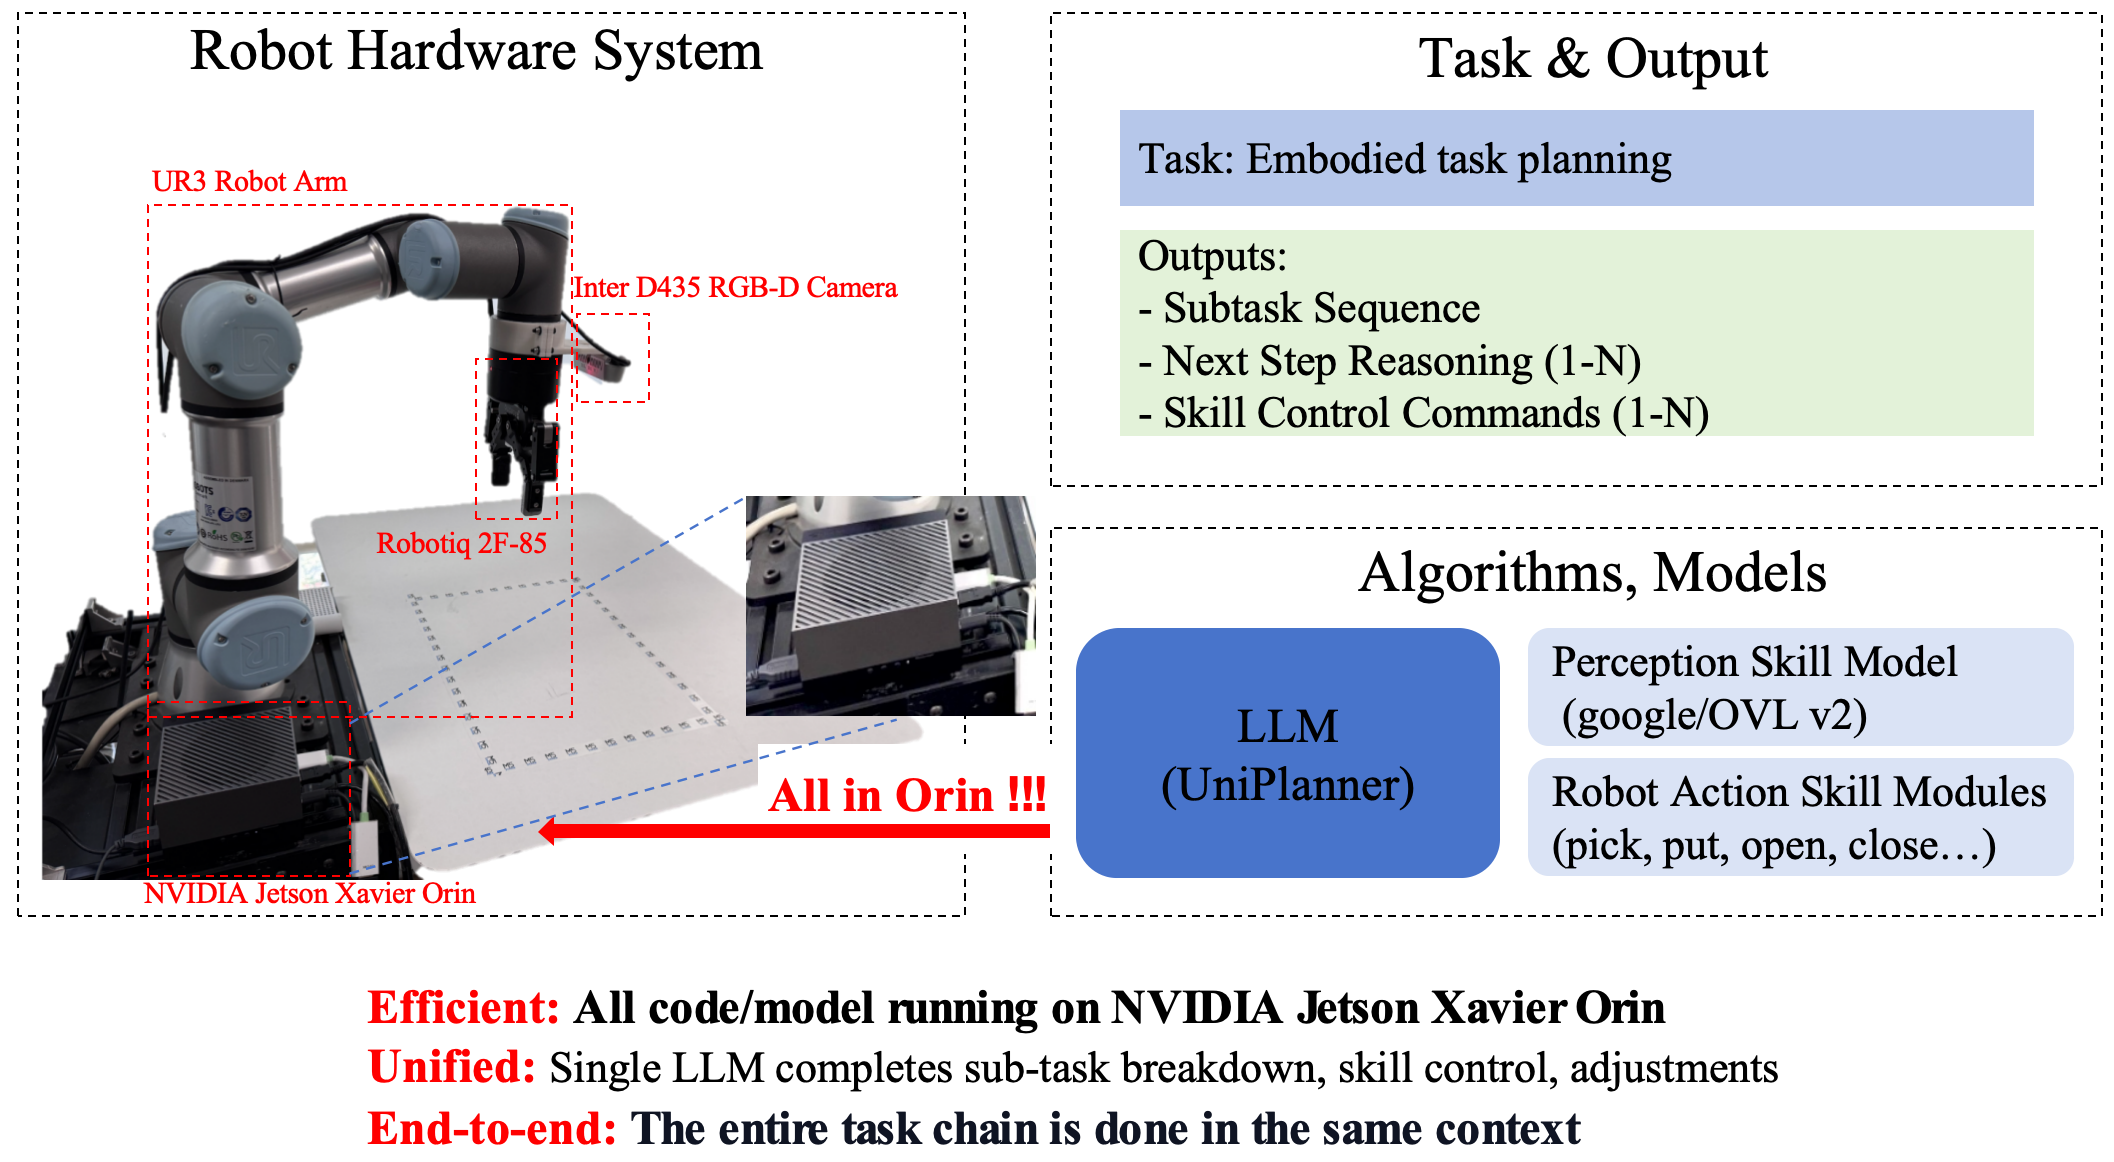 Robot Hardware System
UR3 Robot Arm
Inter D435 RGB-D Camera
Robotiq 2F-85
NVIDIA Jetson Xavier Orin
Task & Output
Task: Embodied task planning
Outputs:
- Subtask Sequence
- Next Step Reasoning (1-N)
- Skill Control Commands (1-N)
Algorithms, Models
LLM
(UniPlanner)
Perception Skill Model
(google/OVL v2)
Robot Action Skill Modules
(pick, put, open, close…)
All in Orin !!!
Efficient: All code/model running on NVIDIA Jetson Xavier Orin
Unified: Single LLM completes sub-task breakdown, skill control, adjustments
End-to-end: The entire task chain is done in the same context